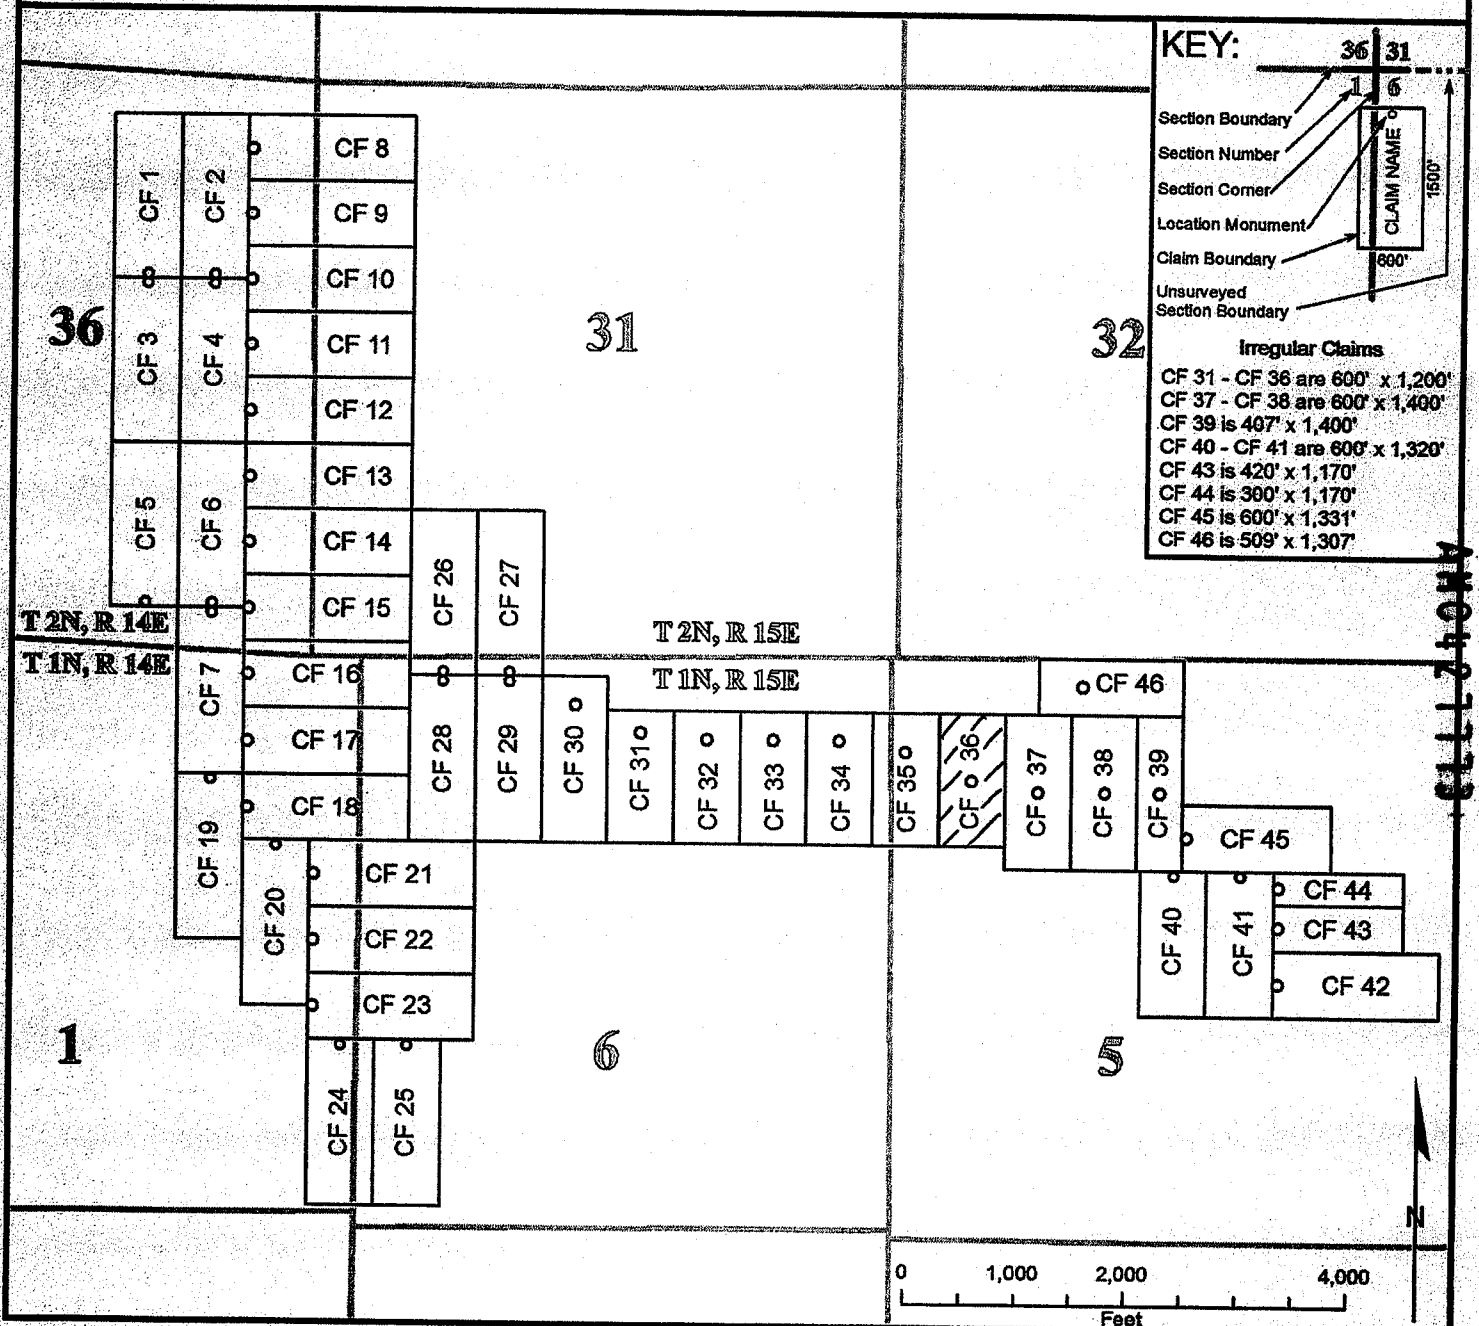 KEY:
36 31
1 6
Section Boundary
Section Number
Section Corner
Location Monument
Claim Boundary
Unsurveyed
Section Boundary
CLAIM NAME
1500'
600'
Irregular Claims
CF 31 - CF 36 are 600' x 1,200'
CF 37 - CF 38 are 600' x 1,400'
CF 39 is 407' x 1,400'
CF 40 - CF 41 are 600' x 1,320'
CF 43 is 420' x 1,170'
CF 44 is 300' x 1,170'
CF 45 is 600' x 1,331'
CF 46 is 509' x 1,307'
36
31
32
CF 1
CF 2
CF 3
CF 4
CF 5
CF 6
CF 7
CF 8
CF 9
CF 10
CF 11
CF 12
CF 13
CF 14
CF 15
CF 16
CF 17
CF 18
CF 19
CF 20
CF 21
CF 22
CF 23
CF 24
CF 25
CF 26
CF 27
CF 28
CF 29
CF 30
CF 31
CF 32
CF 33
CF 34
CF 35
CF 36
CF 37
CF 38
CF 39
CF 40
CF 41
CF 42
CF 43
CF 44
CF 45
CF 46
T 2N, R 14E
T 1N, R 14E
T 2N, R 15E
T 1N, R 15E
1
6
5
N
0 1,000 2,000 4,000
Feet